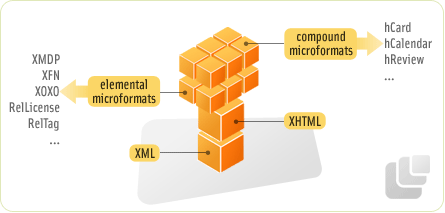 compound
microformats
hCard
hCalendar
hReview
...
XMDP
XFN
XOXO
RelLicense
RelTag
...
elemental
microformats
XHTML
XML